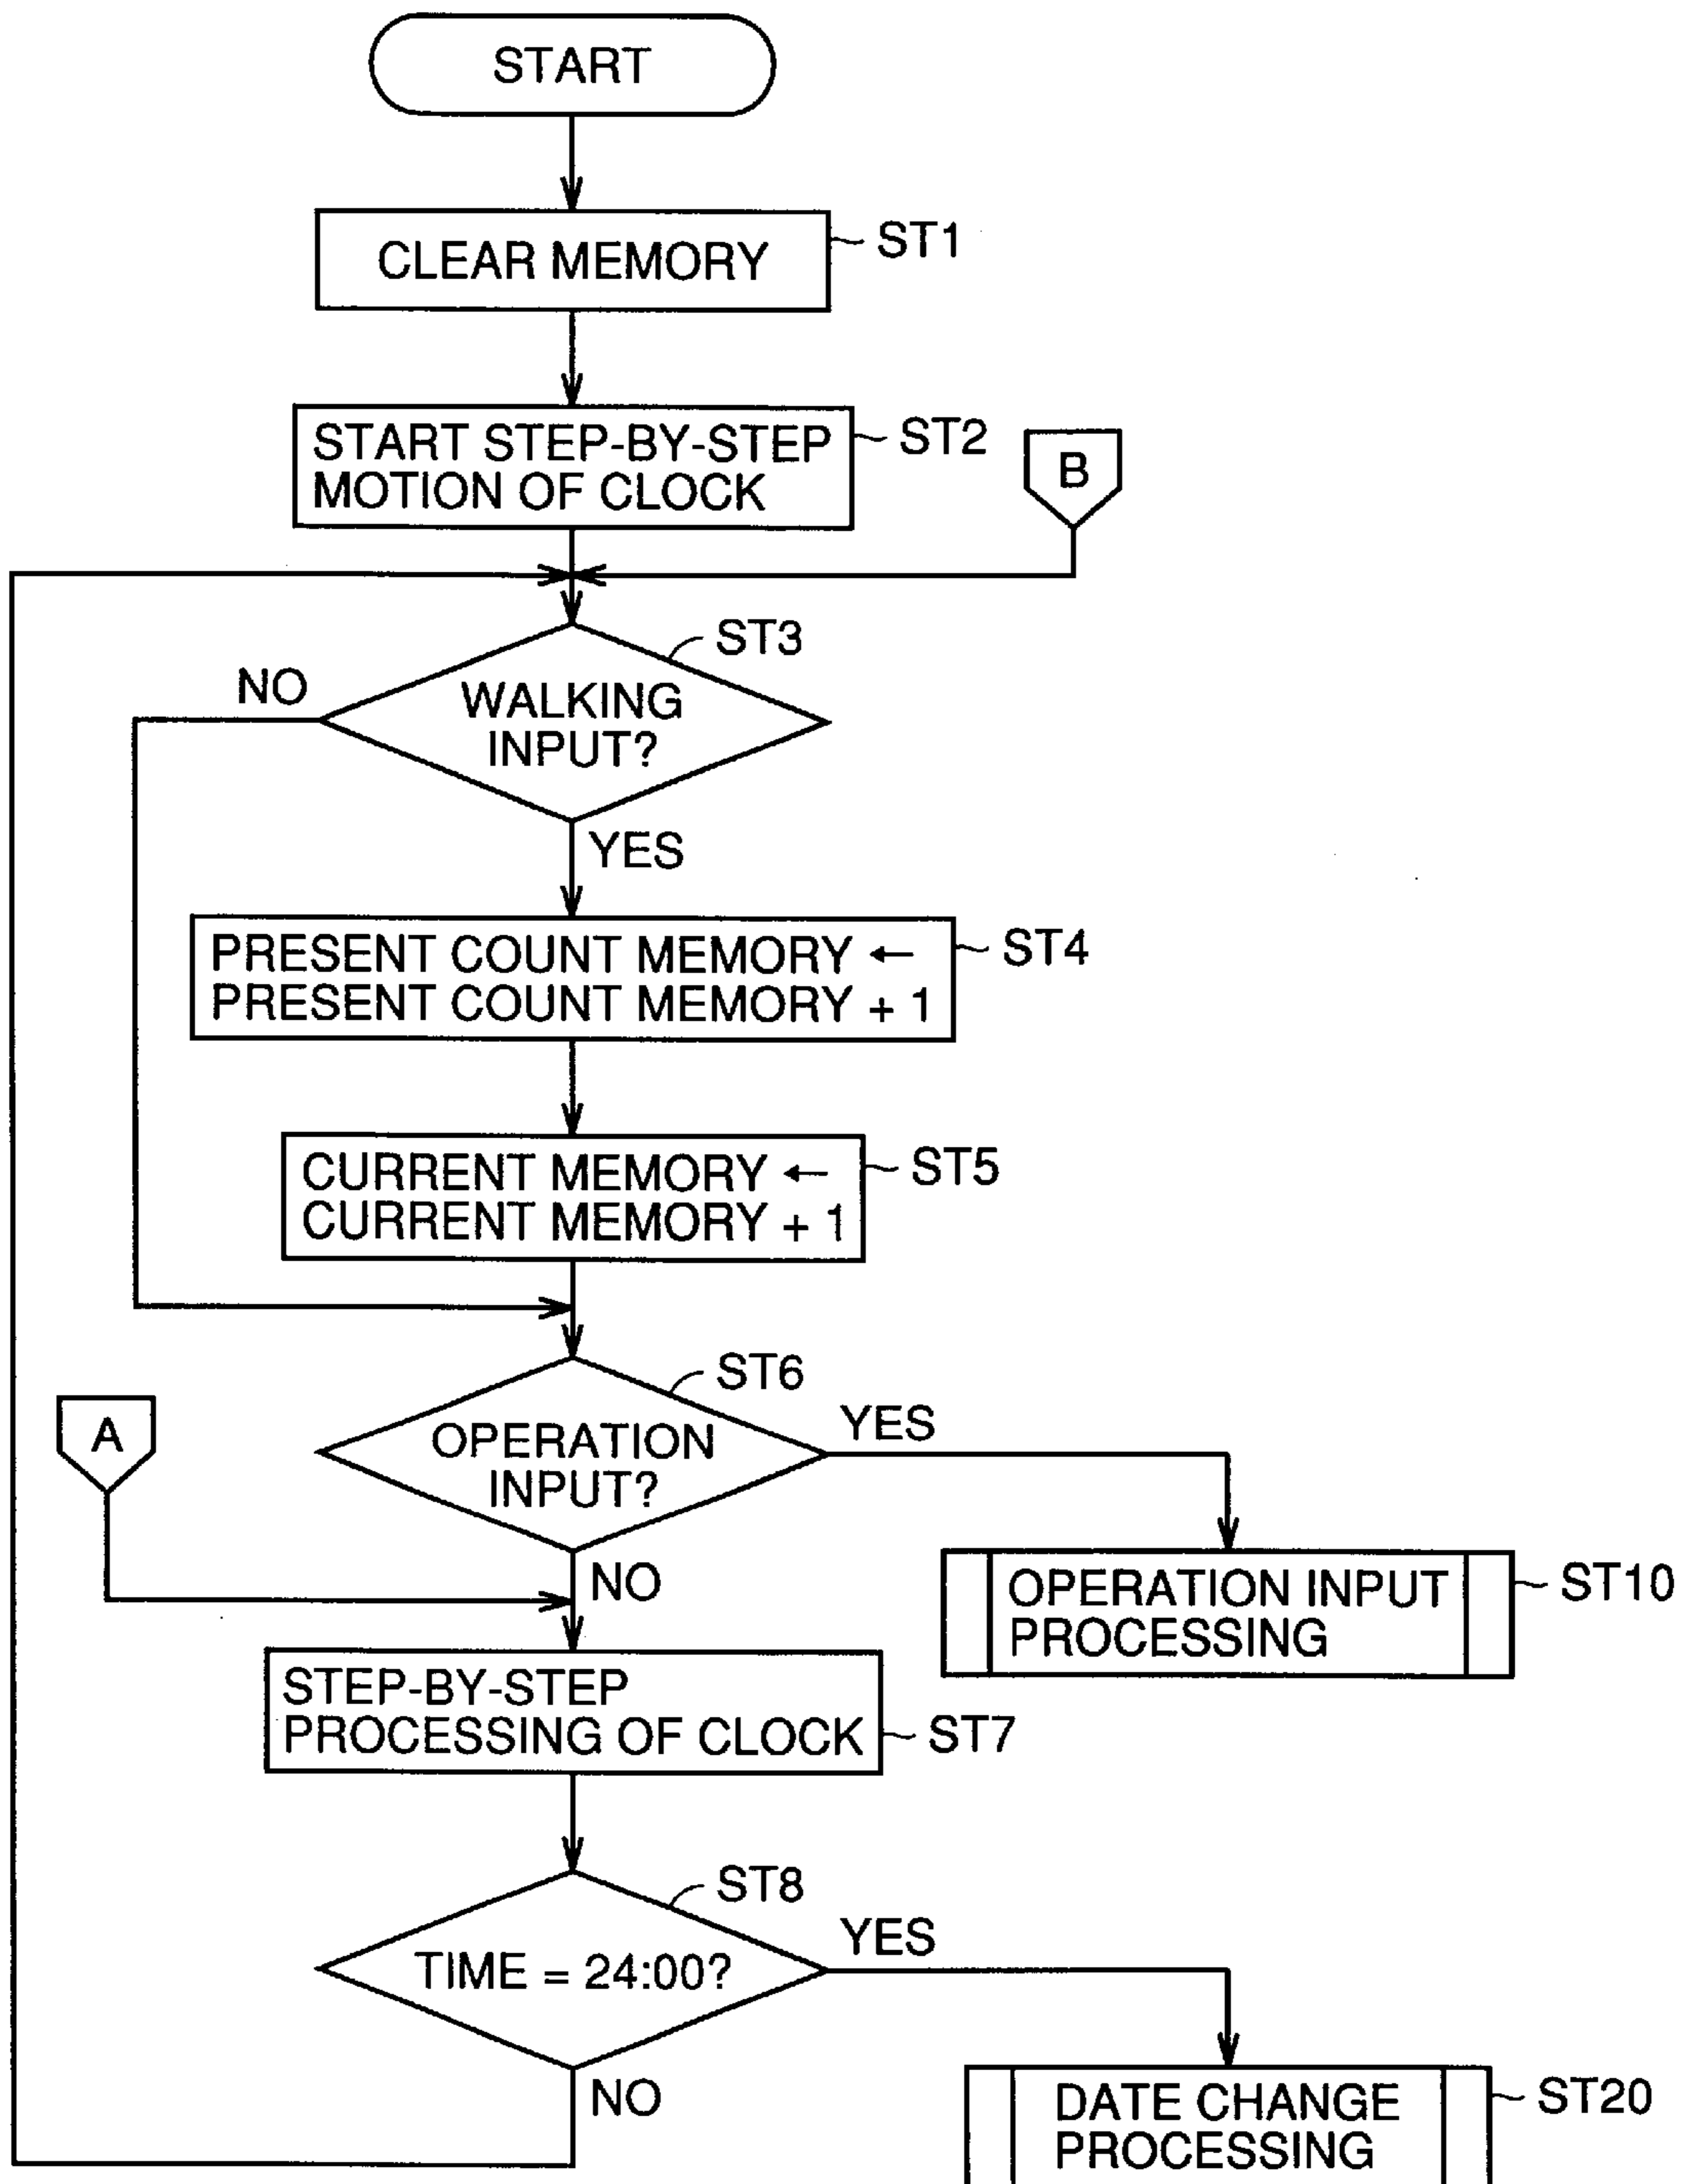 START
CLEAR MEMORY
ST1
START STEP-BY-STEP
MOTION OF CLOCK
ST2
B
ST3
NO
WALKING
INPUT?
YES
PRESENT COUNT MEMORY ←
PRESENT COUNT MEMORY + 1
ST4
CURRENT MEMORY ←
CURRENT MEMORY + 1
ST5
ST6
A
OPERATION
INPUT?
YES
NO
OPERATION INPUT
PROCESSING
ST10
STEP-BY-STEP
PROCESSING OF CLOCK
ST7
ST8
TIME = 24:00?
YES
NO
DATE CHANGE
PROCESSING
ST20